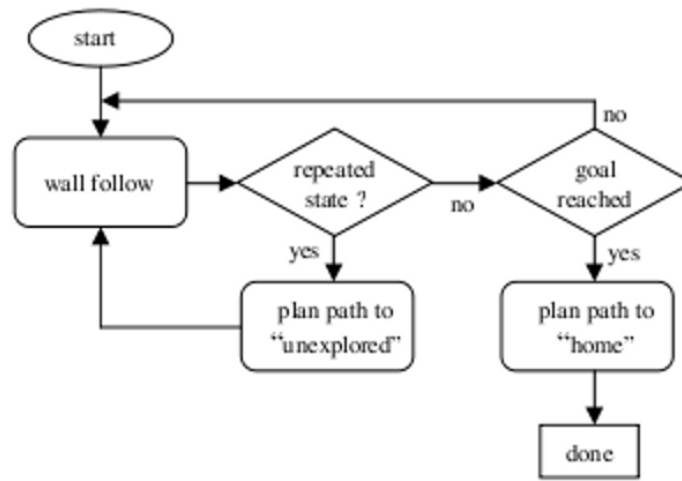 start
no
wall follow
repeated
state ?
goal
reached
no
yes
yes
plan path to
“unexplored”
plan path to
“home”
done